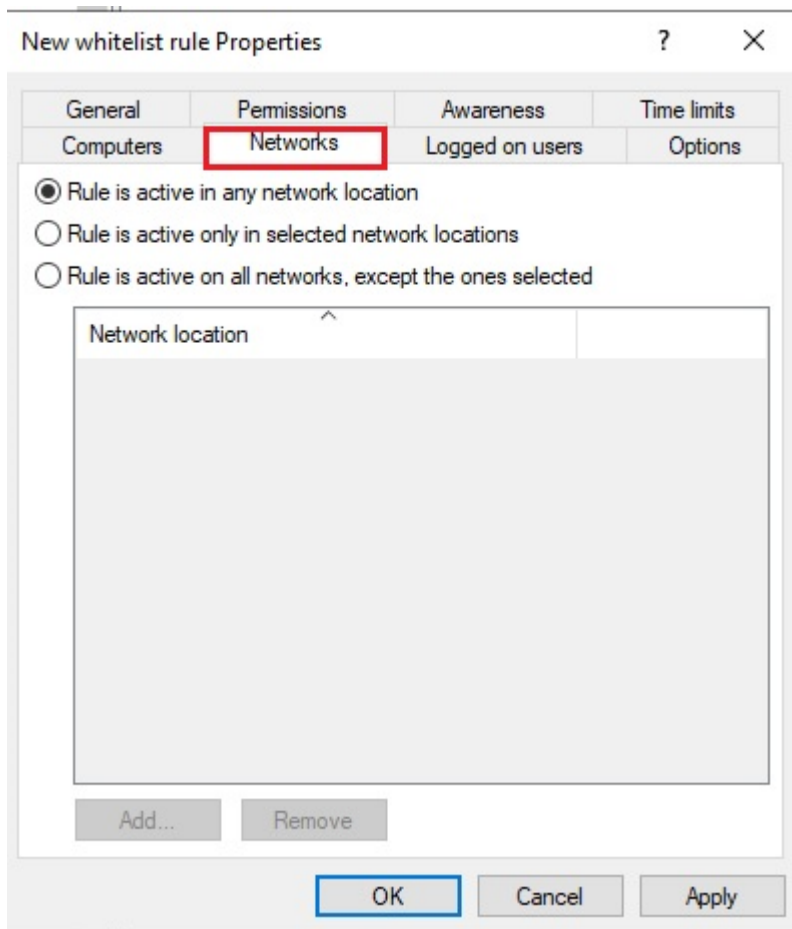 New whitelist rule Properties ? X
General Permissions Awareness Time limits
Computers Networks Logged on users Options
Rule is active in any network location
Rule is active only in selected network locations
Rule is active on all networks, except the ones selected
Network location
Add... Remove
OK Cancel Apply